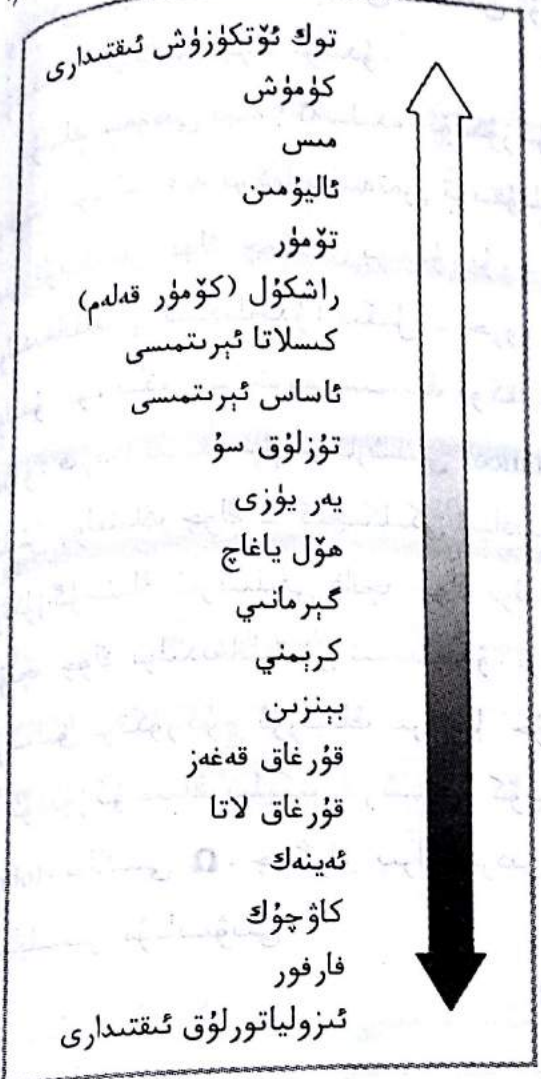 توك ئۆتكۈزۈش ئىقتىدارى
كۈمۈش
مىس
ئاليۇمىن
تۆمۈر
راشكۇل (كۆمۈر قەلەم)
كىسلاتا ئېرىتمىسى
ئاساس ئېرىتمىسى
تۇزلۇق سۇ
يەر يۈزى
ھۆل ياغاچ
گېرمانىي
كرېمنىي
بېنزىن
قۇرغاق قەغەز
قۇرغاق لاتا
ئەينەك
كاۋچۇك
فارفور
ئىزولياتورلۇق ئىقتىدارى